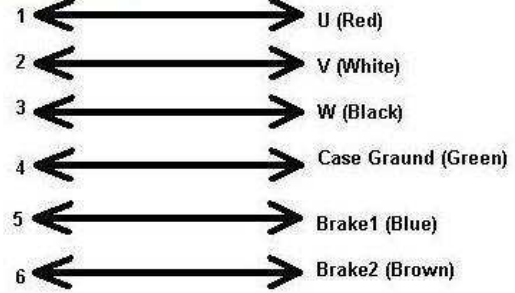 1 U (Red)
2 V (White)
3 W (Black)
4 Case Graund (Green)
5 Brake1 (Blue)
6 Brake2 (Brown)